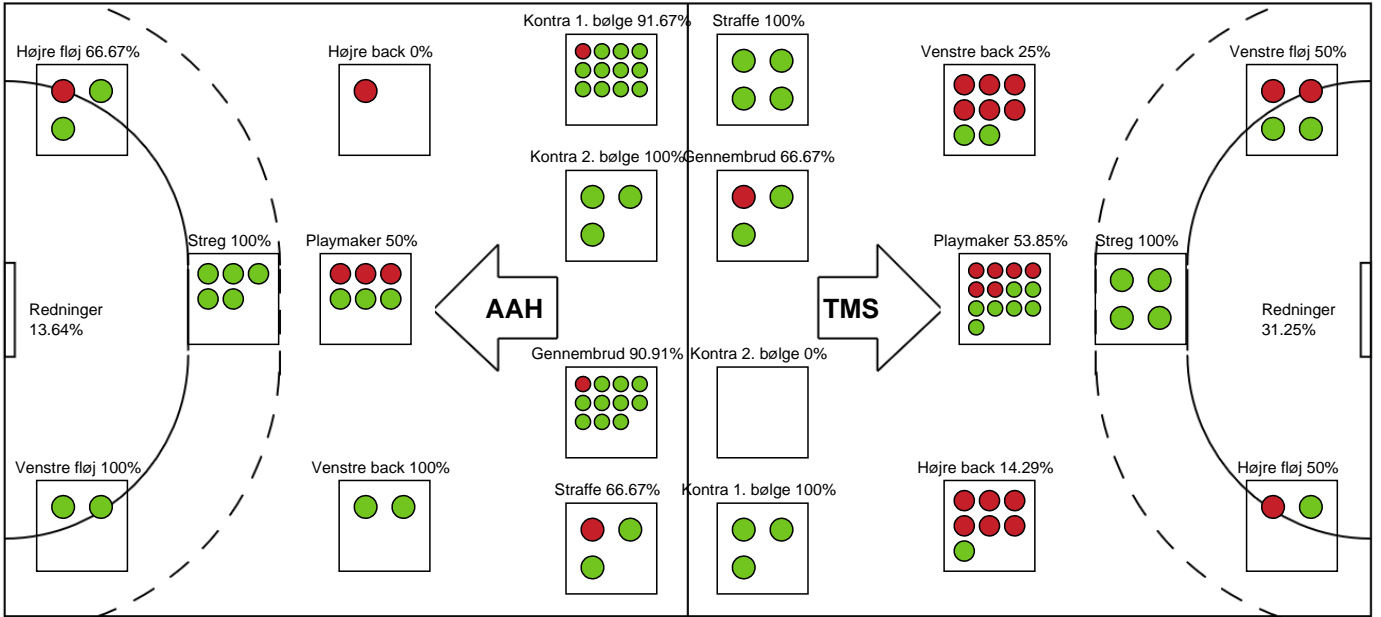 Kontra 1. bølge 91.67%
Straffe 100%
Højre fløj 66.67%
Højre back 0%
Venstre back 25%
Venstre fløj 50%
Kontra 2. bølge 100%
Gennembrud 66.67%
Streg 100%
Playmaker 50%
Playmaker 53.85%
Streg 100%
Redninger
13.64%
AAH
TMS
Redninger
31.25%
Gennembrud 90.91%
Kontra 2. bølge 0%
Venstre fløj 100%
Venstre back 100%
Højre back 14.29%
Højre fløj 50%
Straffe 66.67%
Kontra 1. bølge 100%